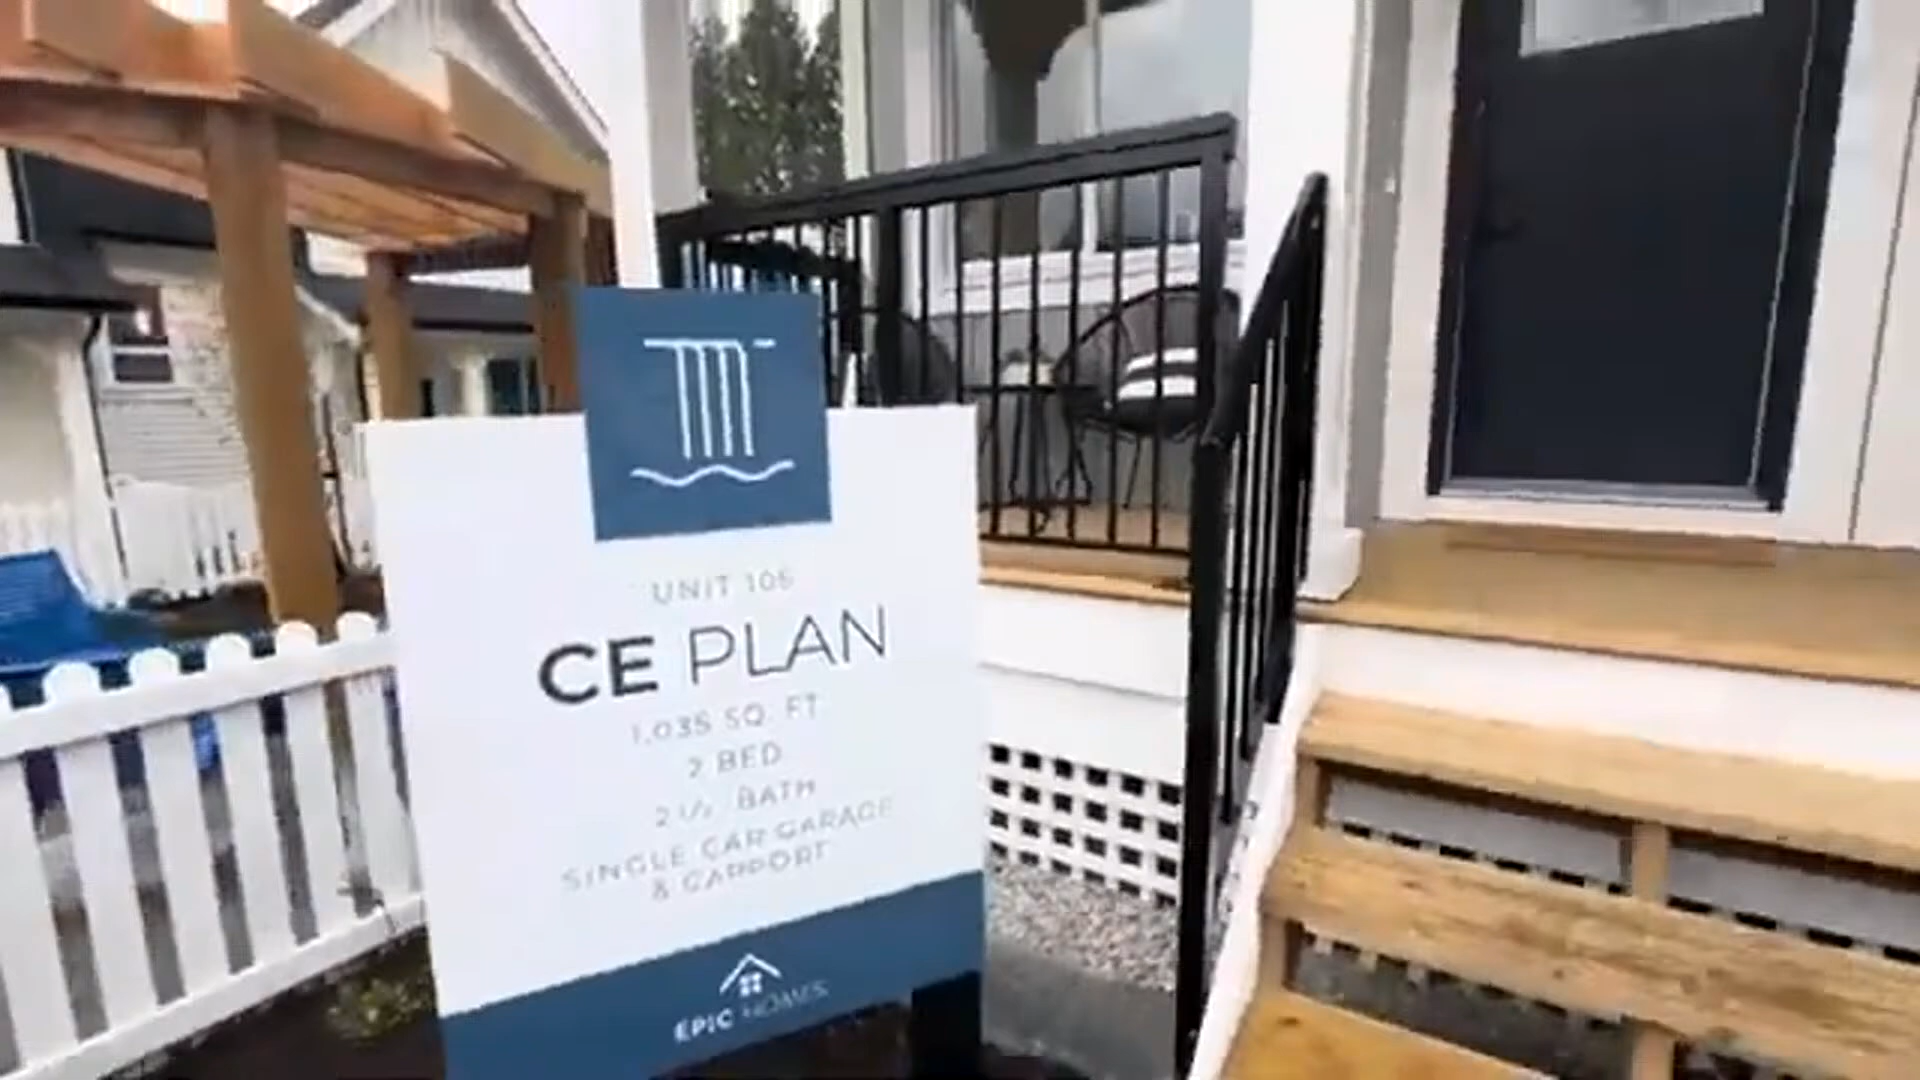 UNIT 106
CE PLAN
1,035 SQ. FT
2 BED
2 1/2 BATH
SINGLE CAR GARAGE
& CARPORT
EPIC HOMES